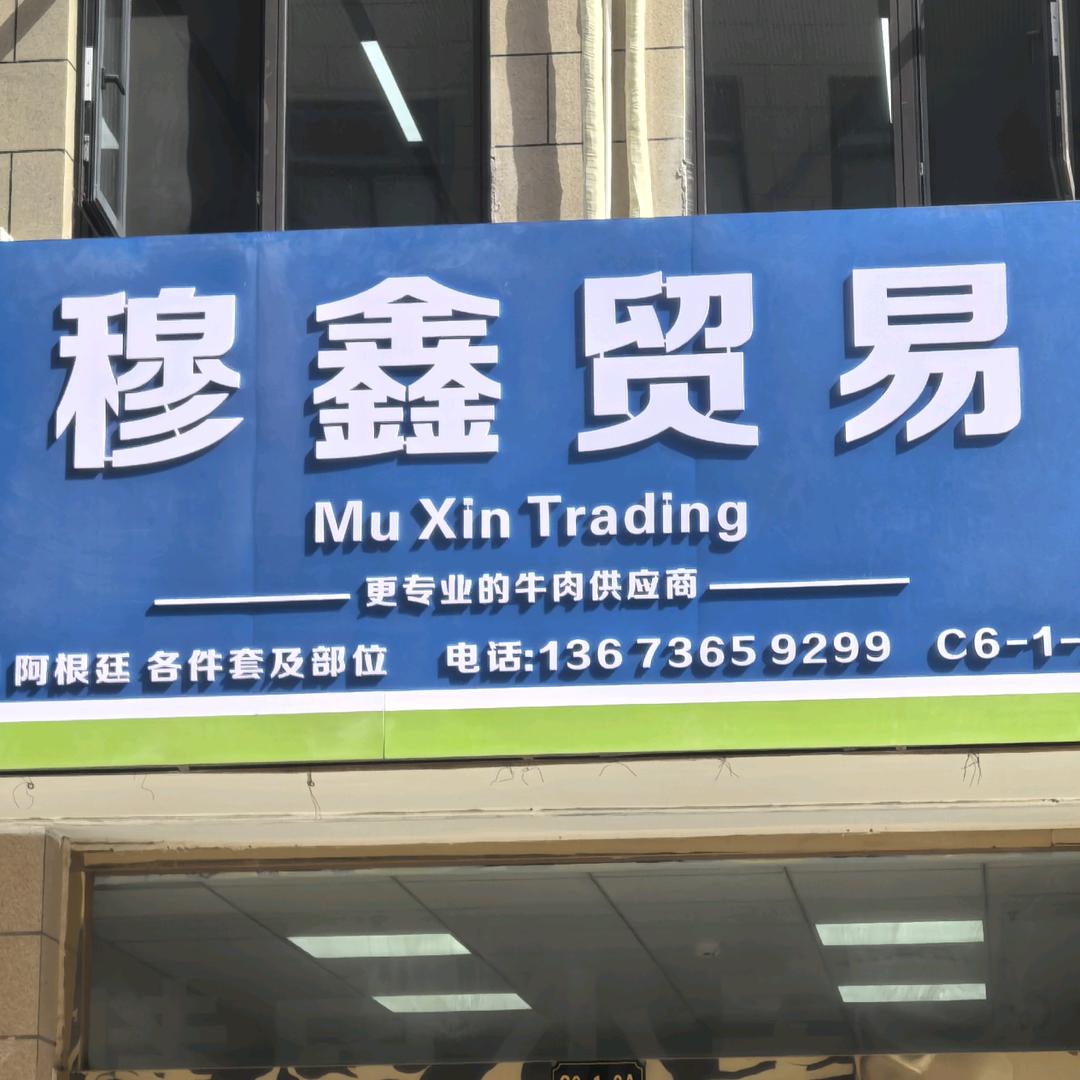 穆鑫贸易
Mu Xin Trading
更专业的牛肉供应商
阿根廷 各件套及部位 电话:136 7365 9299 C6-1-